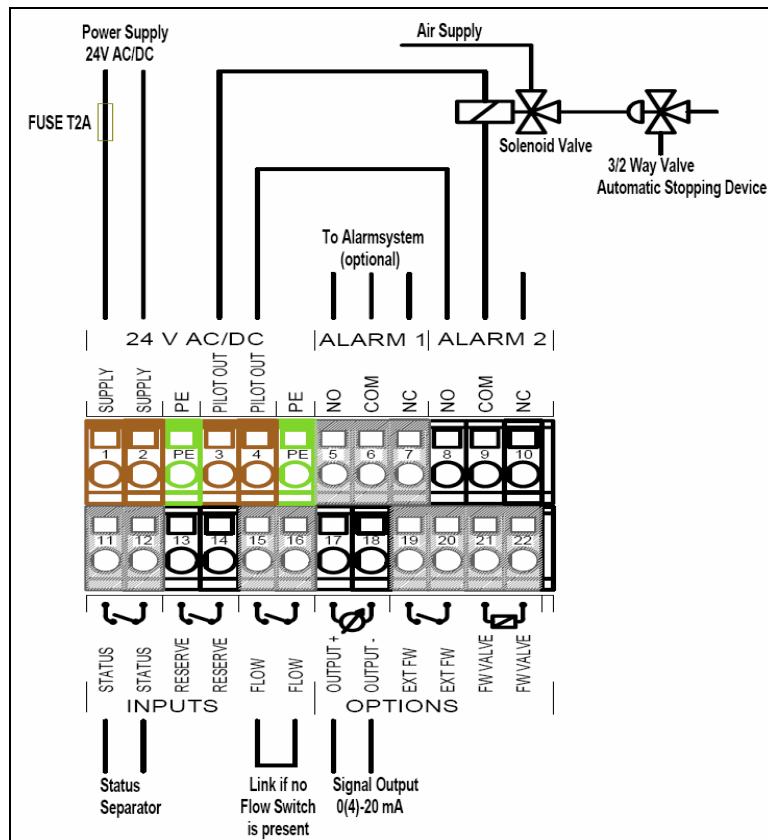 Power Supply
24V AC/DC
Air Supply
FUSE T2A
Solenoid Valve
3/2 Way Valve
Automatic Stopping Device
To Alarmsystem
(optional)
24 V AC/DC
ALARM 1
ALARM 2
SUPPLY
SUPPLY
PE
PILOT OUT
PILOT OUT
PE
NO
COM
NC
NO
COM
NC
1 2 PE 3 4 PE 5 6 7 8 9 10
11 12 13 14 15 16 17 18 19 20 21 22
STATUS
STATUS
RESERVE
RESERVE
FLOW
FLOW
OUTPUT +
OUTPUT -
EXT FW
EXT FW
FW VALVE
FW VALVE
INPUTS
OPTIONS
Status
Separator
Link if no
Flow Switch
is present
Signal Output
0(4)-20 mA